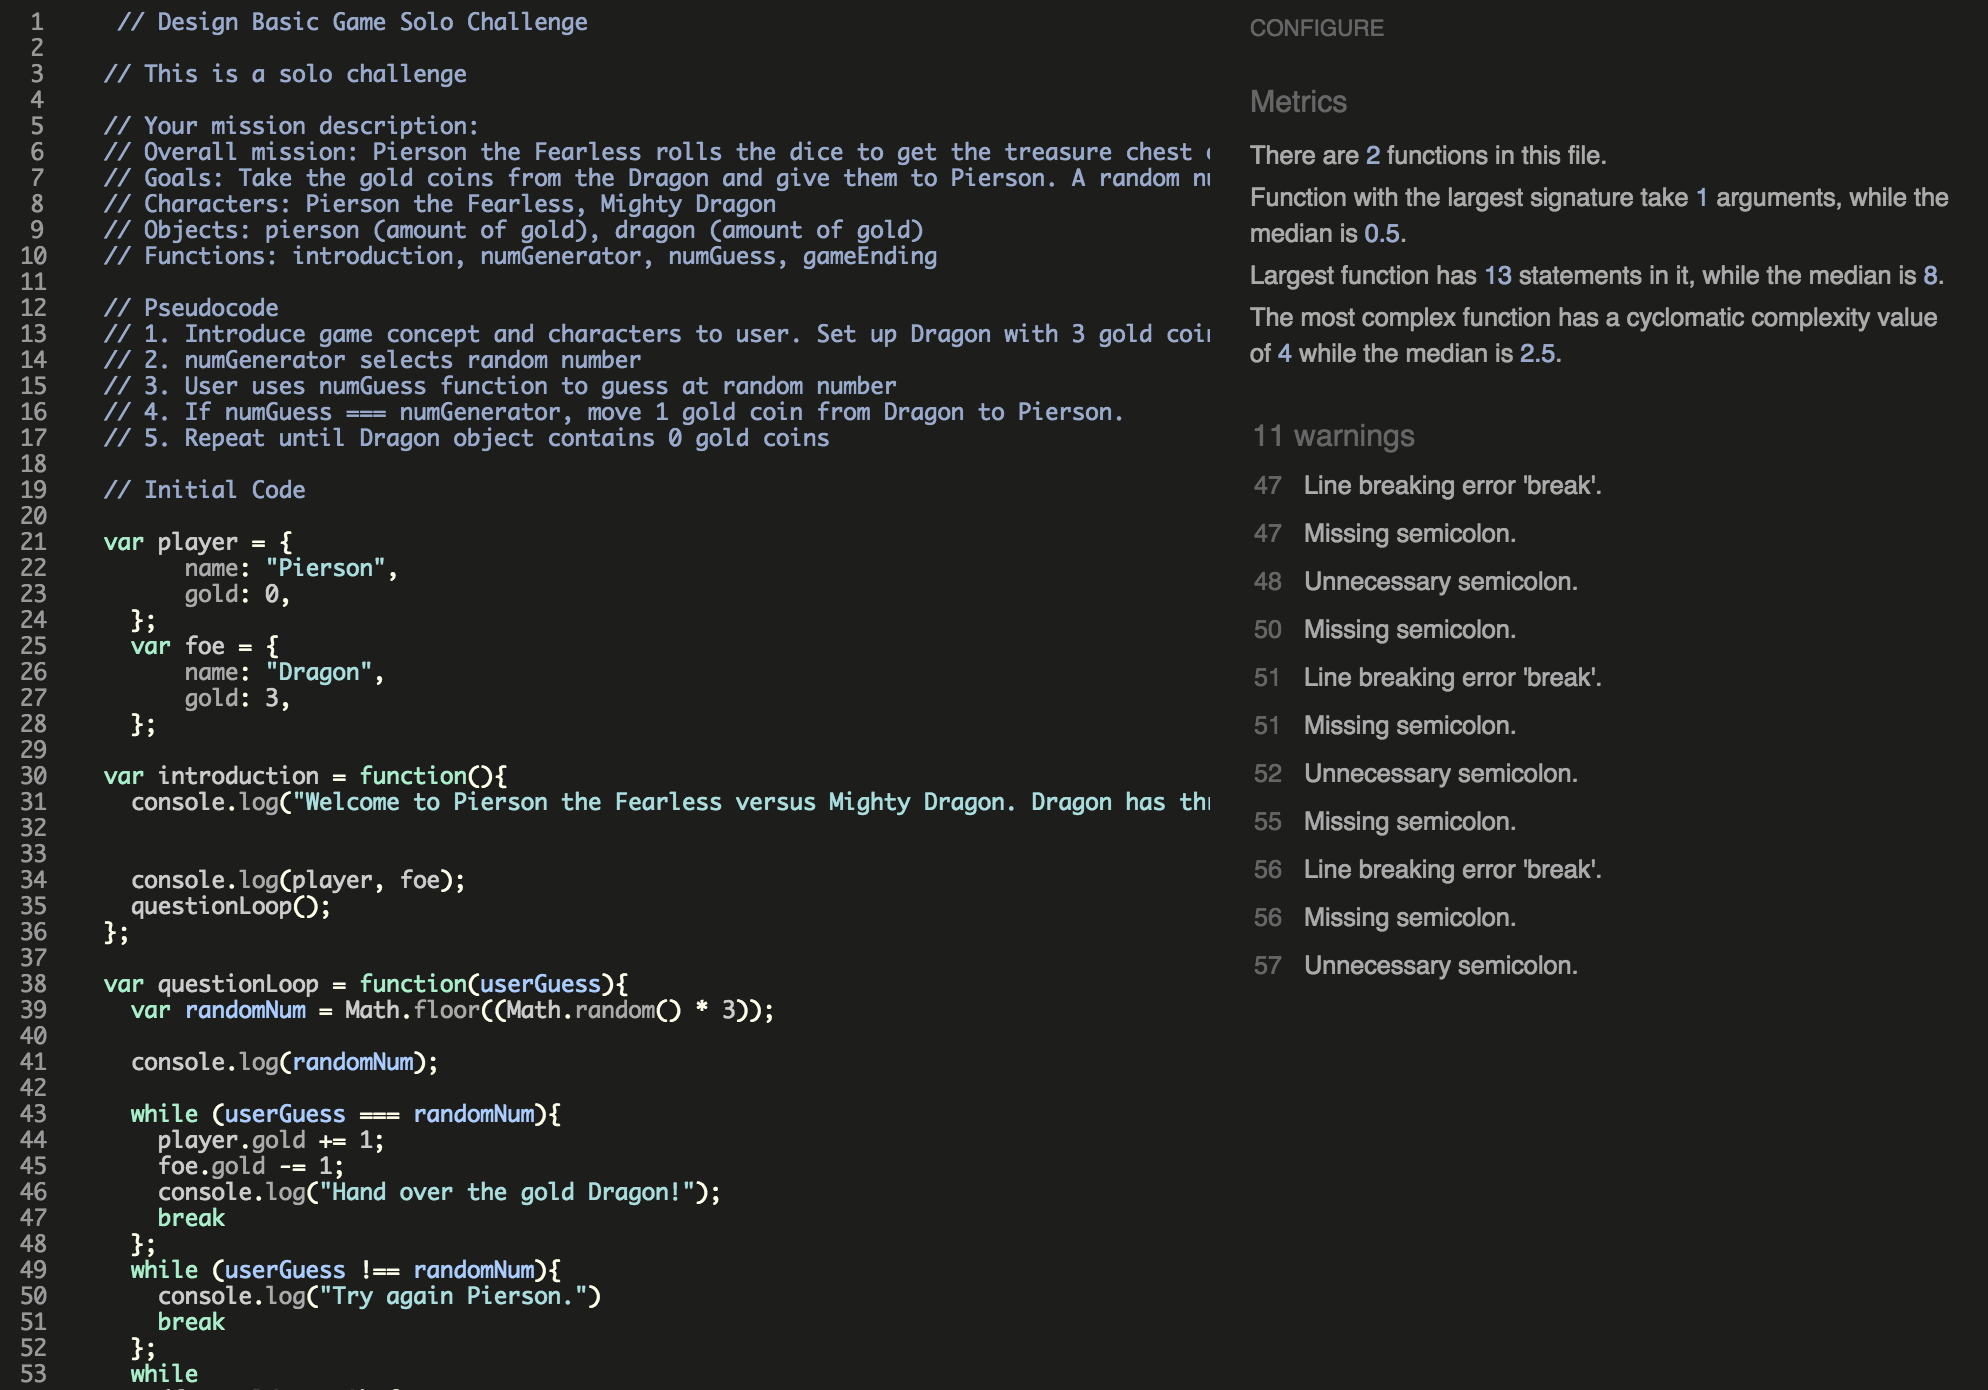 1 // Design Basic Game Solo Challenge
2
3 // This is a solo challenge
4
5 // Your mission description:
6 // Overall mission: Pierson the Fearless rolls the dice to get the treasure chest
7 // Goals: Take the gold coins from the Dragon and give them to Pierson. A random
8 // Characters: Pierson the Fearless, Mighty Dragon
9 // Objects: pierson (amount of gold), dragon (amount of gold)
10 // Functions: introduction, numGenerator, numGuess, gameEnding
11
12 // Pseudocode
13 // 1. Introduce game concept and characters to user. Set up Dragon with 3 gold
14 // 2. numGenerator selects random number
15 // 3. User uses numGuess function to guess at random number
16 // 4. If numGuess === numGenerator, move 1 gold coin from Dragon to Pierson.
17 // 5. Repeat until Dragon object contains 0 gold coins
18
19 // Initial Code
20
21 var player = {
22 name: "Pierson",
23 gold: 0,
24 };
25 var foe = {
26 name: "Dragon",
27 gold: 3,
28 };
29
30 var introduction = function(){
31 console.log("Welcome to Pierson the Fearless versus Mighty Dragon. Dragon has
32
33
34 console.log(player, foe);
35 questionLoop();
36 };
37
38 var questionLoop = function(userGuess){
39 var randomNum = Math.floor((Math.random() * 3));
40
41 console.log(randomNum);
42
43 while (userGuess === randomNum){
44 player.gold += 1;
45 foe.gold -= 1;
46 console.log("Hand over the gold Dragon!");
47 break
48 };
49 while (userGuess !== randomNum){
50 console.log("Try again Pierson.")
51 break
52 };
53 while
CONFIGURE
Metrics
There are 2 functions in this file.
Function with the largest signature take 1 arguments, while the
median is 0.5.
Largest function has 13 statements in it, while the median is 8.
The most complex function has a cyclomatic complexity value
of 4 while the median is 2.5.
11 warnings
47 Line breaking error 'break'.
47 Missing semicolon.
48 Unnecessary semicolon.
50 Missing semicolon.
51 Line breaking error 'break'.
51 Missing semicolon.
52 Unnecessary semicolon.
55 Missing semicolon.
56 Line breaking error 'break'.
56 Missing semicolon.
57 Unnecessary semicolon.